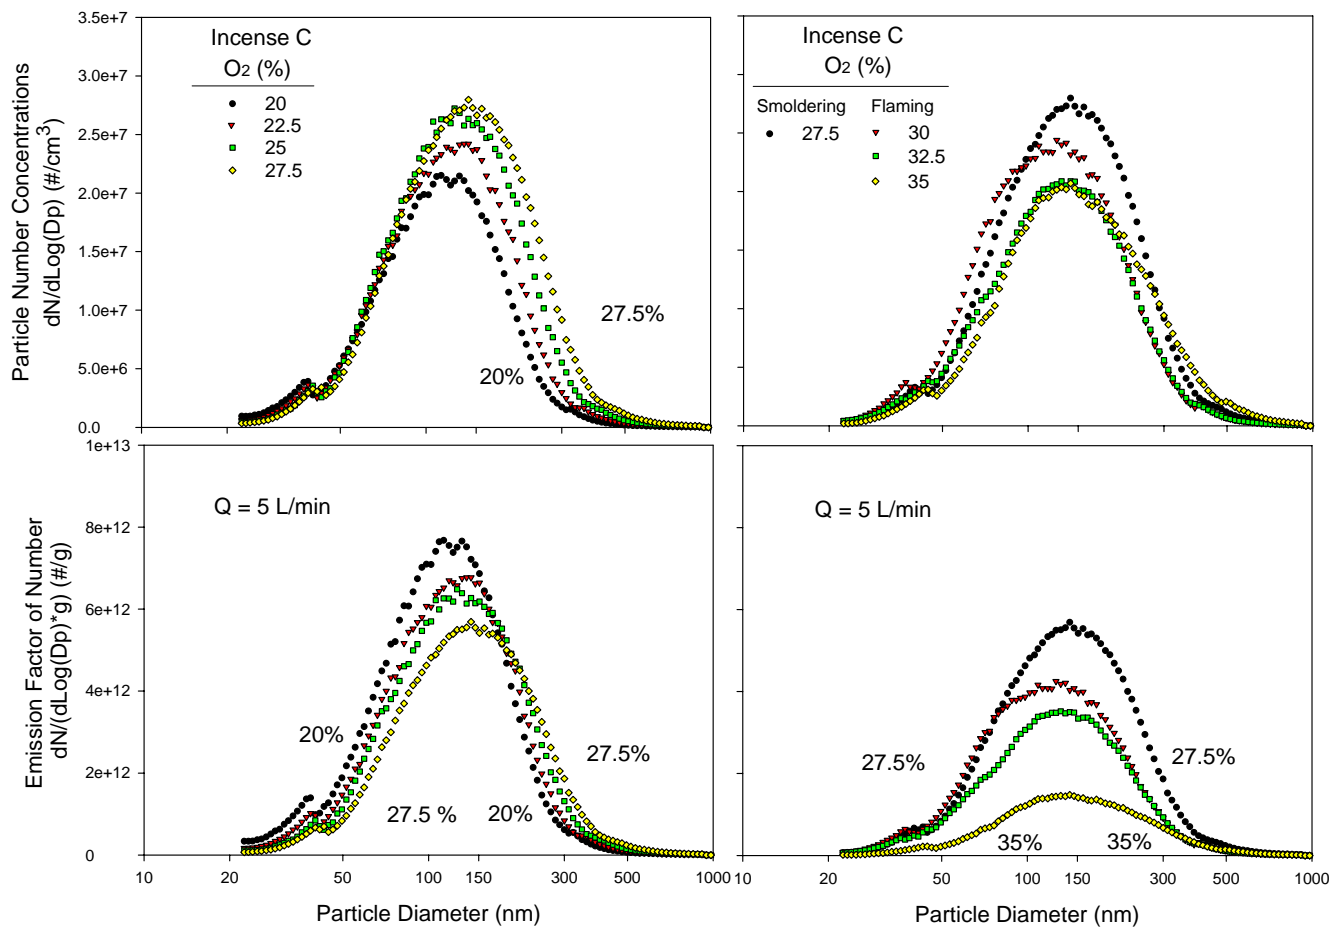 3.5e+7
3.0e+7
2.5e+7
2.0e+7
1.5e+7
1.0e+7
5.0e+6
0.0
Particle Number Concentrations
dN/dLog(Dp) (#/cm3)
Incense C
O2 (%)
20
22.5
25
27.5
27.5%
20%
Incense C
O2 (%)
Smoldering Flaming
27.5 30
32.5
35
1e+13
8e+12
6e+12
4e+12
2e+12
0
Emission Factor of Number
dN/(dLog(Dp)*g) (#/g)
Q = 5 L/min
20%
27.5%
27.5 %
20%
10 20 50 100 150 300 500 1000
Particle Diameter (nm)
Q = 5 L/min
27.5%
27.5%
35%
35%
10 20 50 100 150 300 500 1000
Particle Diameter (nm)